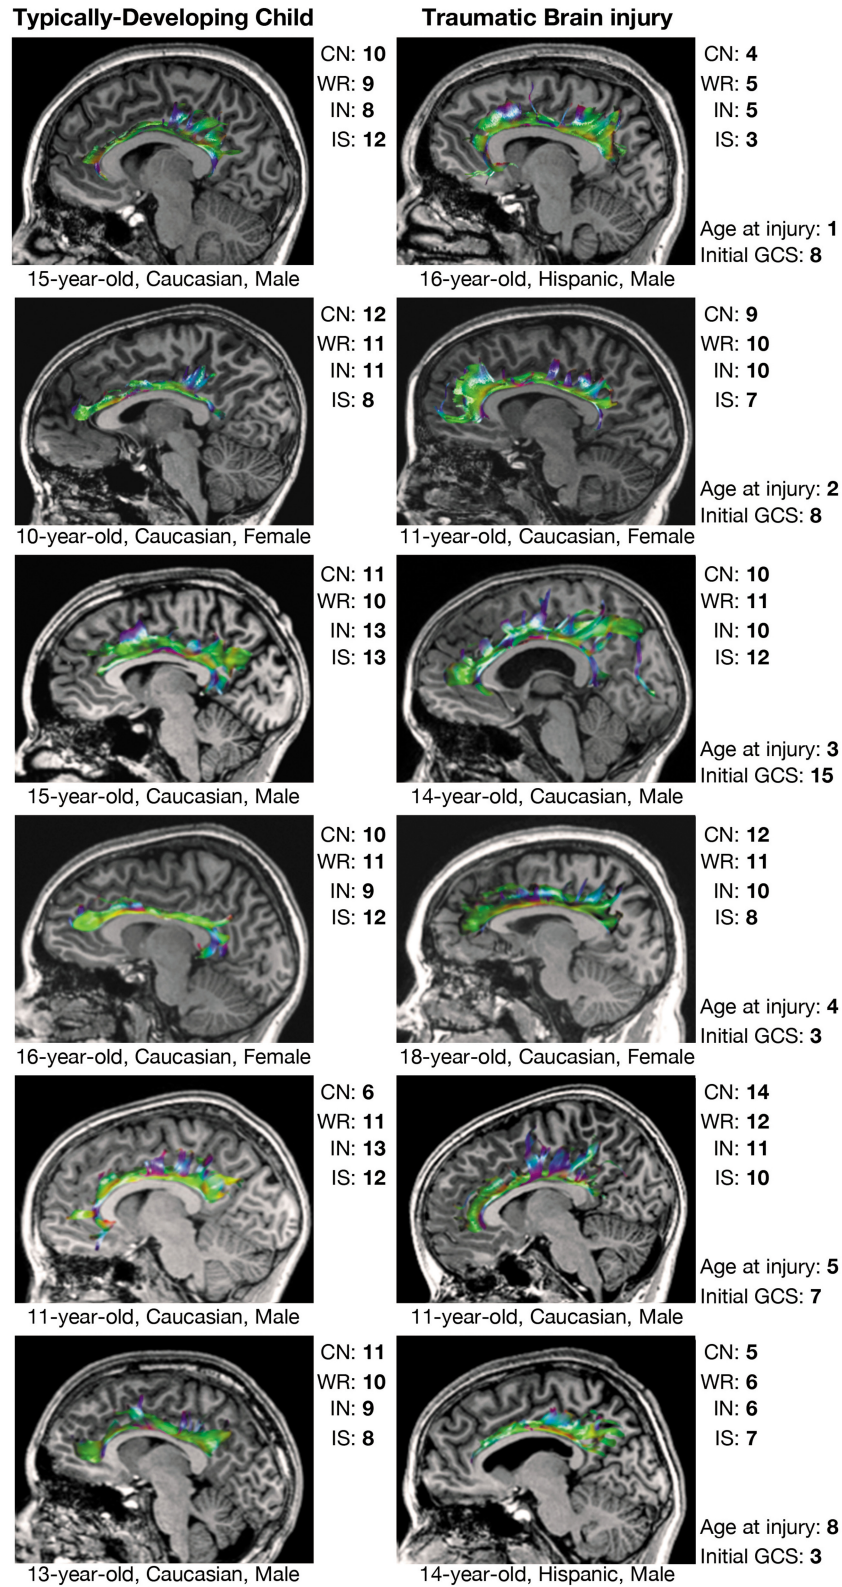 Typically-Developing Child
Traumatic Brain injury
CN: 10
WR: 9
IN: 8
IS: 12
15-year-old, Caucasian, Male
CN: 4
WR: 5
IN: 5
IS: 3
Age at injury: 1
Initial GCS: 8
16-year-old, Hispanic, Male
CN: 12
WR: 11
IN: 11
IS: 8
10-year-old, Caucasian, Female
CN: 9
WR: 10
IN: 10
IS: 7
Age at injury: 2
Initial GCS: 8
11-year-old, Caucasian, Female
CN: 11
WR: 10
IN: 13
IS: 13
15-year-old, Caucasian, Male
CN: 10
WR: 11
IN: 10
IS: 12
Age at injury: 3
Initial GCS: 15
14-year-old, Caucasian, Male
CN: 10
WR: 11
IN: 9
IS: 12
16-year-old, Caucasian, Female
CN: 12
WR: 11
IN: 10
IS: 8
Age at injury: 4
Initial GCS: 3
18-year-old, Caucasian, Female
CN: 6
WR: 11
IN: 13
IS: 12
11-year-old, Caucasian, Male
CN: 14
WR: 12
IN: 11
IS: 10
Age at injury: 5
Initial GCS: 7
11-year-old, Caucasian, Male
CN: 11
WR: 10
IN: 9
IS: 8
13-year-old, Caucasian, Male
CN: 5
WR: 6
IN: 6
IS: 7
Age at injury: 8
Initial GCS: 3
14-year-old, Hispanic, Male